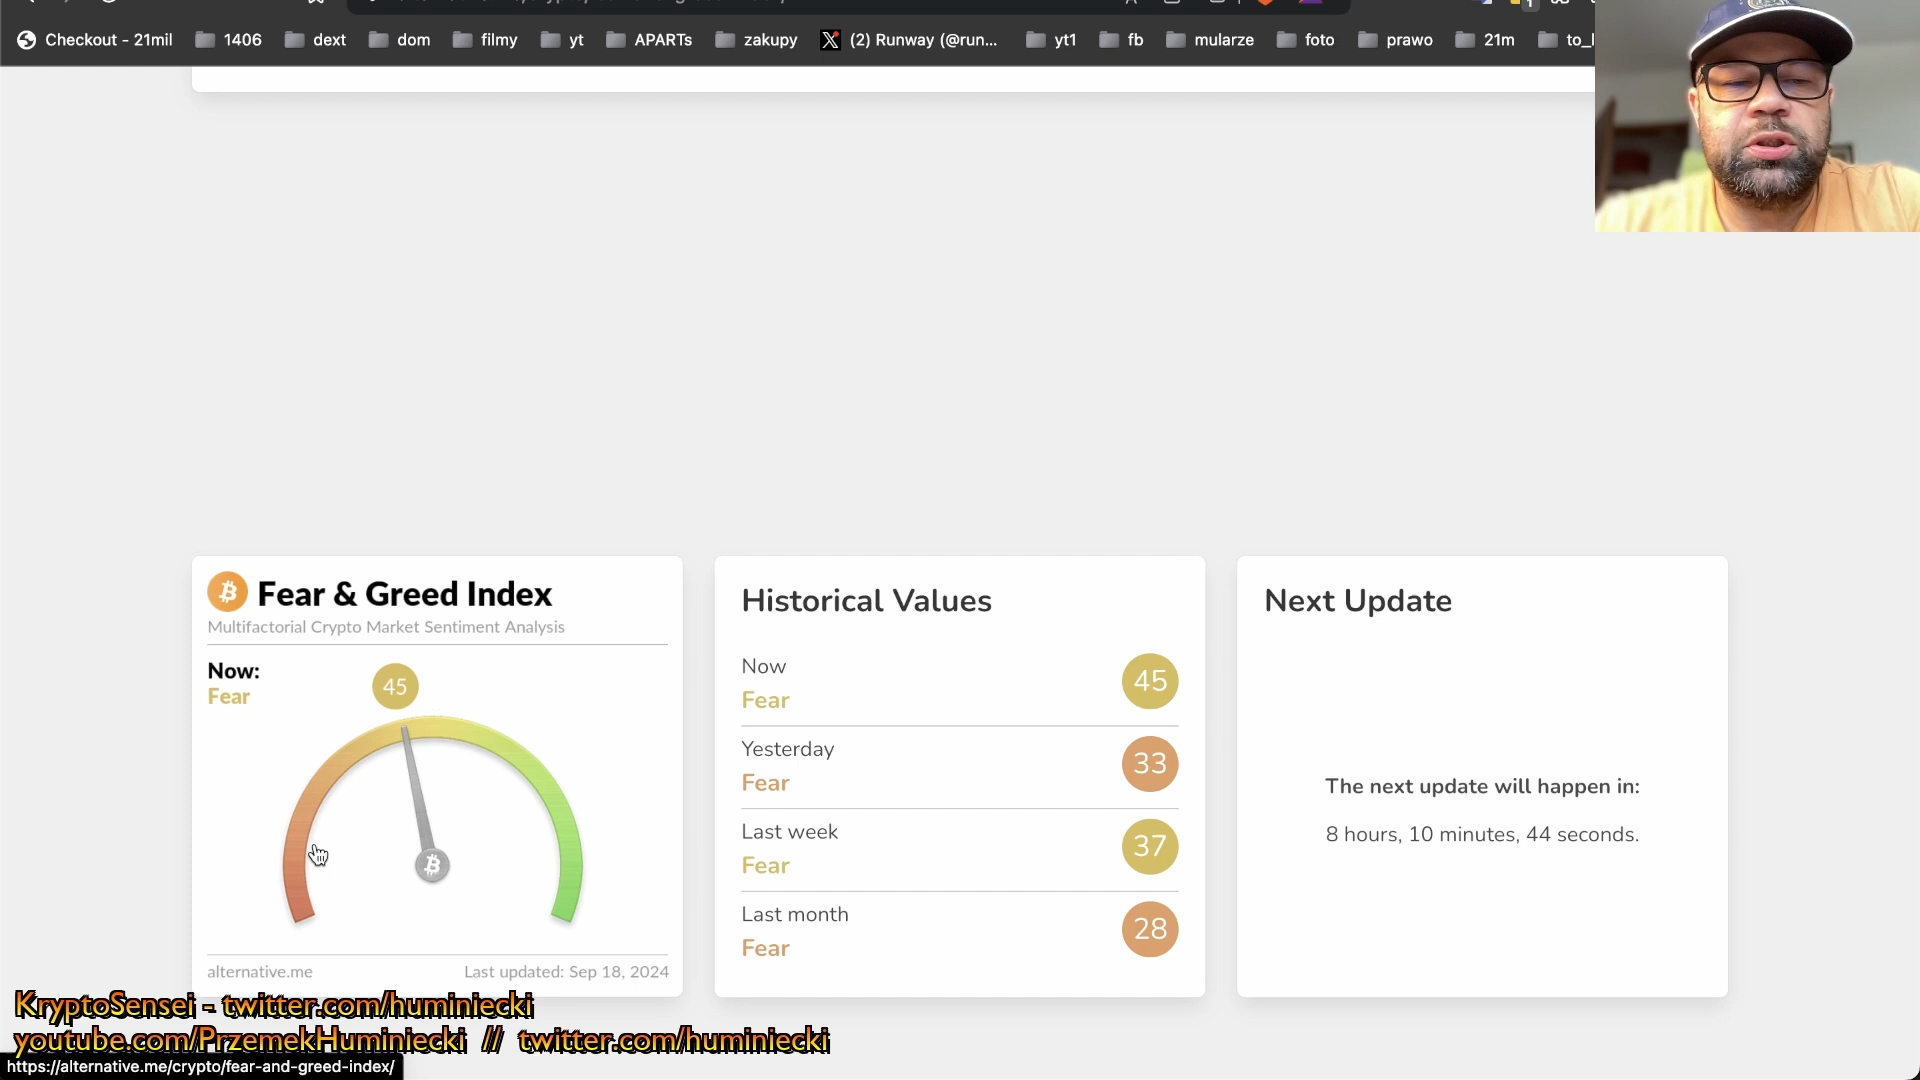 Checkout - 21mil 1406 dext dom filmy yt APARTs zakupy (2) Runway (@run... yt1 fb mularze foto prawo 21m
Fear & Greed Index
Multifactorial Crypto Market Sentiment Analysis
Now:
Fear
45
alternative.me Last updated: Sep 18, 2024
Historical Values
Now
Fear
45
Yesterday
Fear
33
Last week
Fear
37
Last month
Fear
28
Next Update
The next update will happen in:
8 hours, 10 minutes, 44 seconds.
KryptoSensei - twitter.com/huminiecki
youtube.com/PrzemekHuminiecki // twitter.com/huminiecki
https://alternative.me/crypto/fear-and-greed-index/